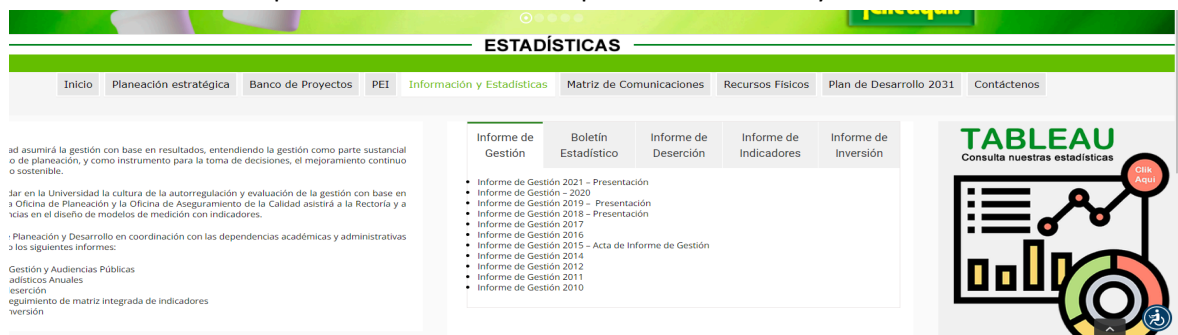 ¡Clic aquí!
ESTADÍSTICAS
Inicio Planeación estratégica Banco de Proyectos PEI Información y Estadísticas Matriz de Comunicaciones Recursos Físicos Plan de Desarrollo 2031 Contáctenos
ad asumirá la gestión con base en resultados, entendiendo la gestión como parte sustancial
o de planeación, y como instrumento para la toma de decisiones, el mejoramiento continuo
o sostenible.
dar en la Universidad la cultura de la autorregulación y evaluación de la gestión con base en
a Oficina de Planeación y la Oficina de Aseguramiento de la Calidad asistirá a la Rectoría y a
ncias en el diseño de modelos de medición con indicadores.
e Planeación y Desarrollo en coordinación con las dependencias académicas y administrativas
o los siguientes informes:
Gestión y Audiencias Públicas
adísticos Anuales
eserción
eguimiento de matriz integrada de indicadores
nversión
Informe de Gestión
Boletín Estadístico
Informe de Deserción
Informe de Indicadores
Informe de Inversión
Informe de Gestión 2021 – Presentación
Informe de Gestión – 2020
Informe de Gestión 2019 – Presentación
Informe de Gestión 2018 – Presentación
Informe de Gestión 2017
Informe de Gestión 2016
Informe de Gestión 2015 – Acta de Informe de Gestión
Informe de Gestión 2014
Informe de Gestión 2012
Informe de Gestión 2011
Informe de Gestión 2010
TABLEAU
Consulta nuestras estadísticas
Clik
Aqui